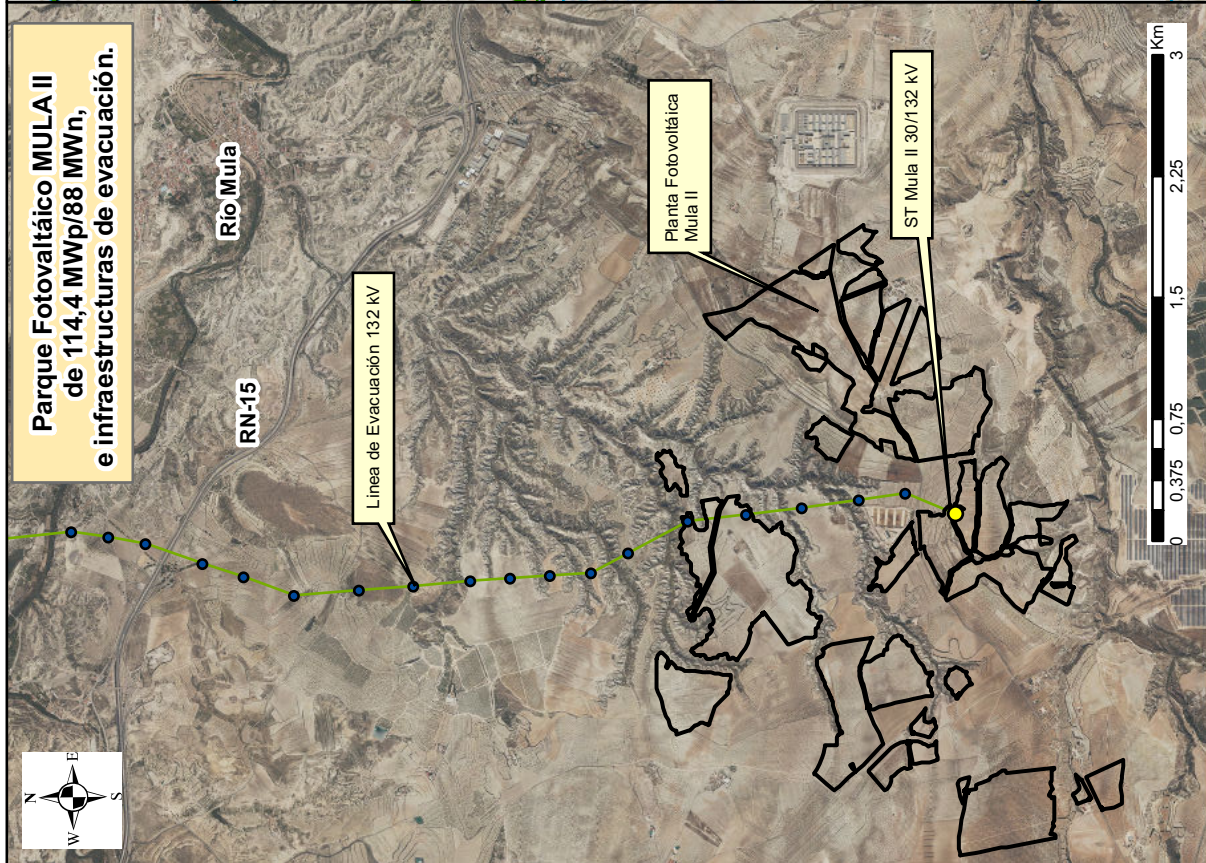 Parque Fotovaltáico MULA II
de 114,4 MWp/88 MWn,
e infraestructuras de evacuación.
Río Mula
RN-15
Linea de Evacuación 132 kV
Planta Fotovoltáica
Mula II
ST Mula II 30/132 kV
N
W E
S
Km
0 0,375 0,75 1,5 2,25 3